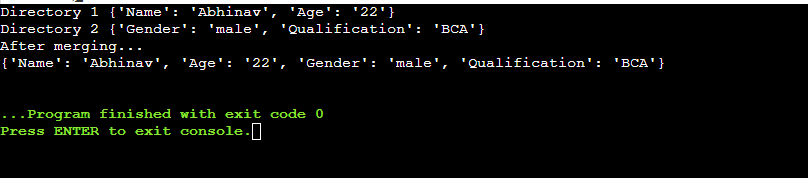 Directory 1 {'Name': 'Abhinav', 'Age': '22'}
Directory 2 {'Gender': 'male', 'Qualification': 'BCA'}
After merging...
{'Name': 'Abhinav', 'Age': '22', 'Gender': 'male', 'Qualification': 'BCA'}
...Program finished with exit code 0
Press ENTER to exit console.